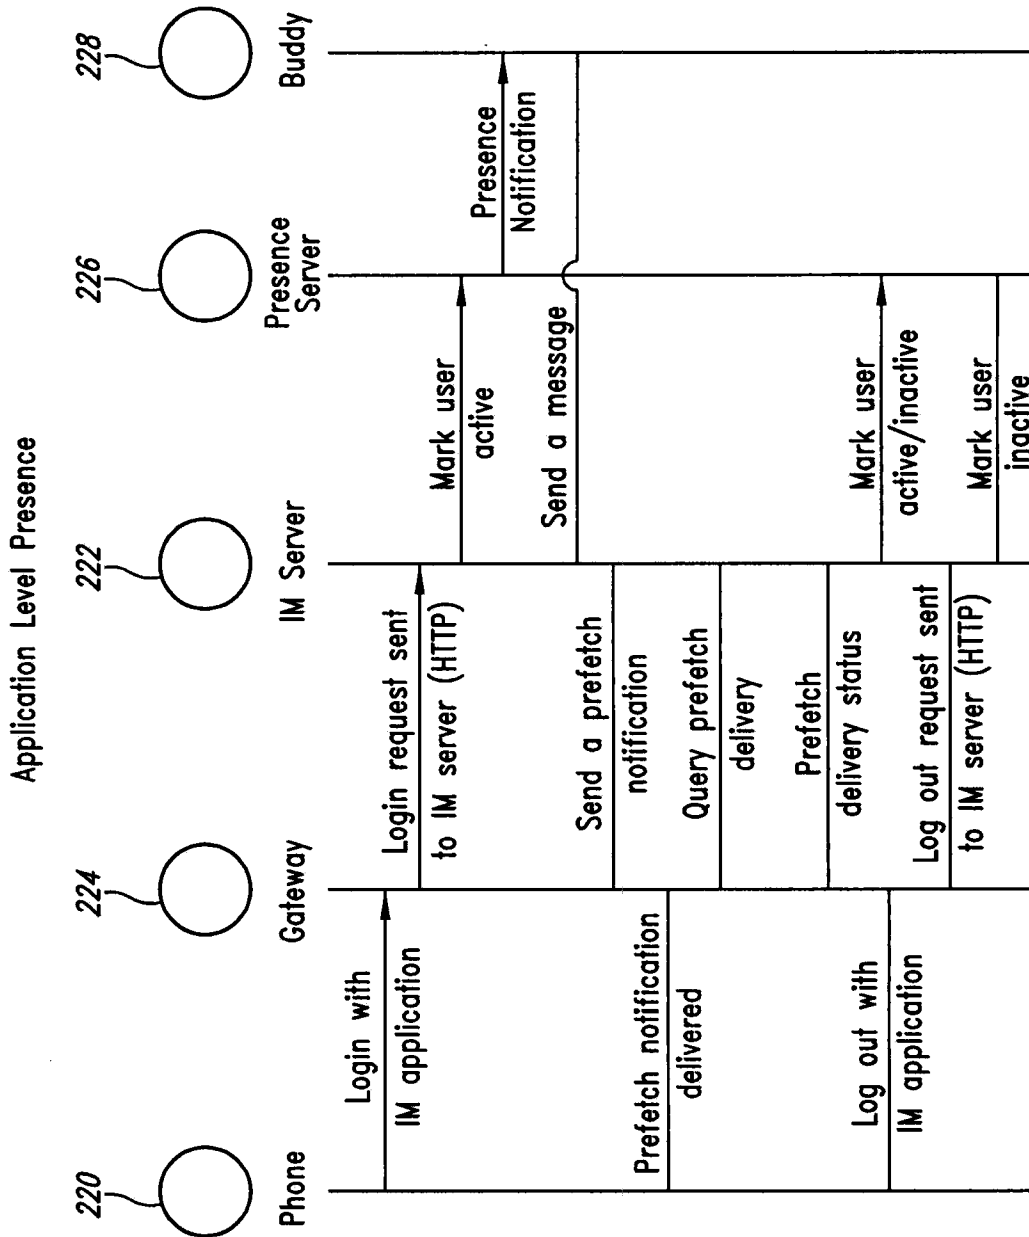 Application Level Presence
220
224
222
226
228
Phone
Gateway
IM Server
Presence
Server
Buddy
Login with
IM application
Login request sent
to IM server (HTTP)
Mark user
active
Presence
Notification
Send a message
Send a prefetch
notification
Prefetch notification
delivered
Query prefetch
delivery
Prefetch
delivery status
Mark user
active/inactive
Log out with
IM application
Log out request sent
to IM server (HTTP)
Mark user
inactive